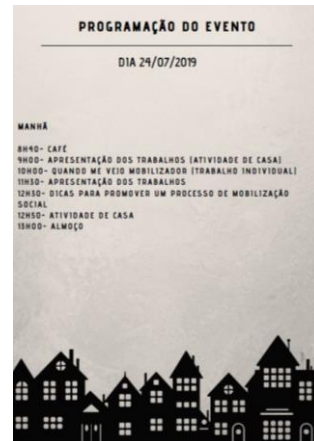 PROGRAMAÇÃO DO EVENTO
DIA 24/07/2019
MANHÃ
8H40- CAFÉ
9H00- APRESENTAÇÃO DOS TRABALHOS (ATIVIDADE DE CASA)
10H00- QUANDO ME VEJO MOBILIZADOR (TRABALHO INDIVIDUAL)
11H30- APRESENTAÇÃO DOS TRABALHOS
12H30- DICAS PARA PROMOVER UM PROCESSO DE MOBILIZAÇÃO
SOCIAL
12H50- ATIVIDADE DE CASA
13H00- ALMOÇO